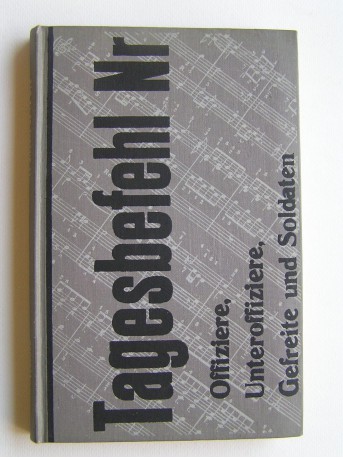 Tagesbefehl Nr
Offiziere,
Unteroffiziere,
Gefreite und Soldaten